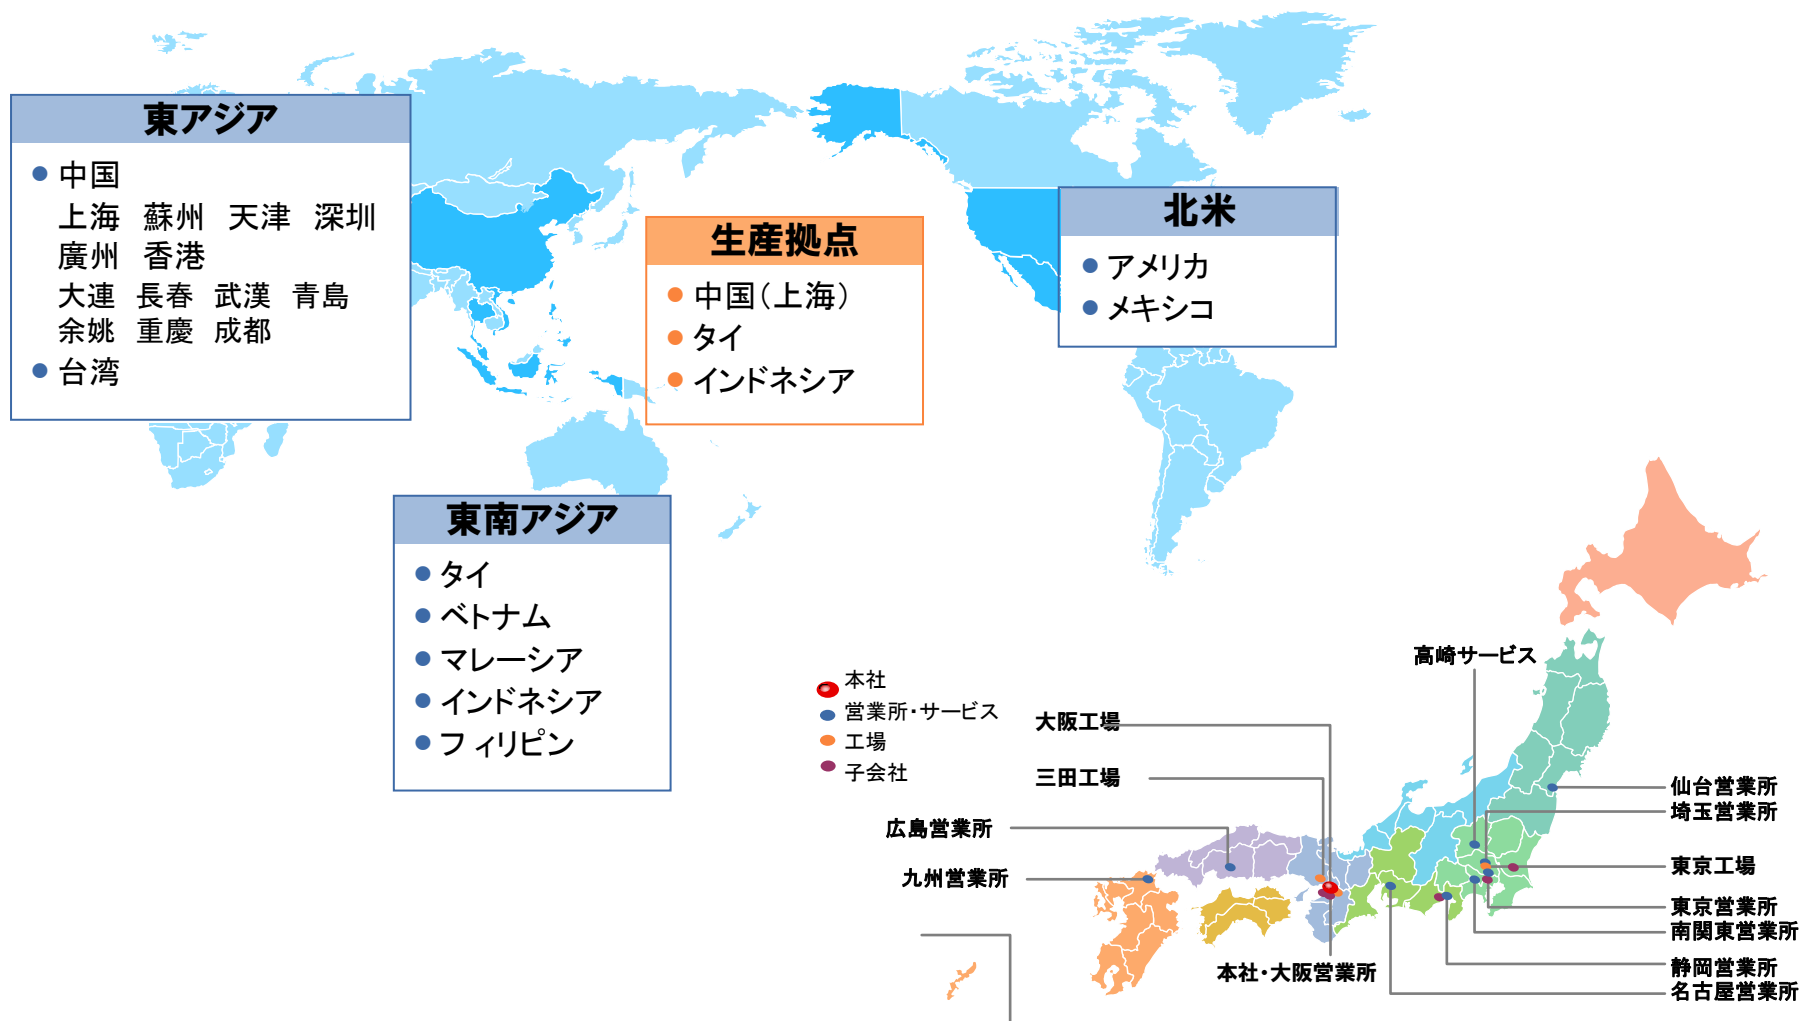 東アジア
中国
上海　蘇州　天津　深圳
廣州　香港
大連　長春　武漢　青島
余姚　重慶　成都
台湾
生産拠点
中国（上海）
タイ
インドネシア
北米
アメリカ
メキシコ
東南アジア
タイ
ベトナム
マレーシア
インドネシア
フィリピン
本社
営業所・サービス
工場
子会社
高崎サービス
大阪工場
三田工場
広島営業所
九州営業所
本社・大阪営業所
仙台営業所
埼玉営業所
東京工場
東京営業所
南関東営業所
静岡営業所
名古屋営業所